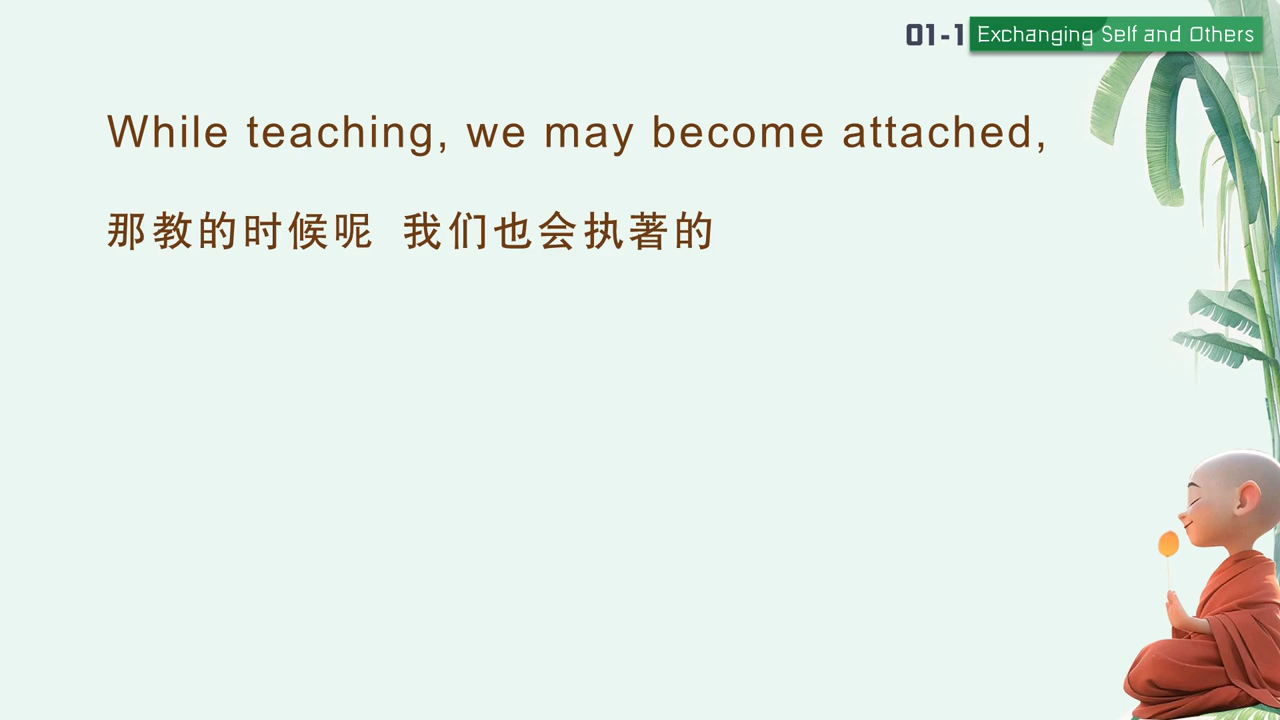 01-1 Exchanging Self and Others
While teaching, we may become attached,
那教的时候呢 我们也会执著的